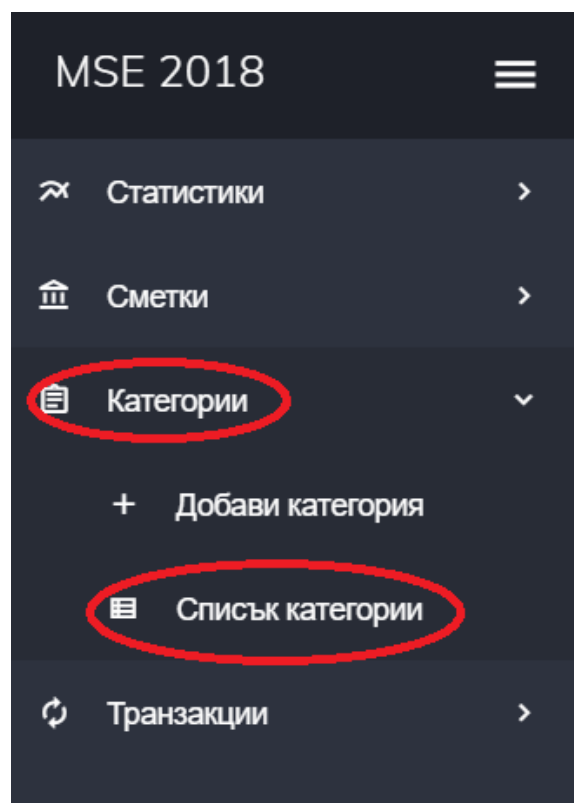 MSE 2018
Статистики
Сметки
Категории
Добави категория
Списък категории
Транзакции